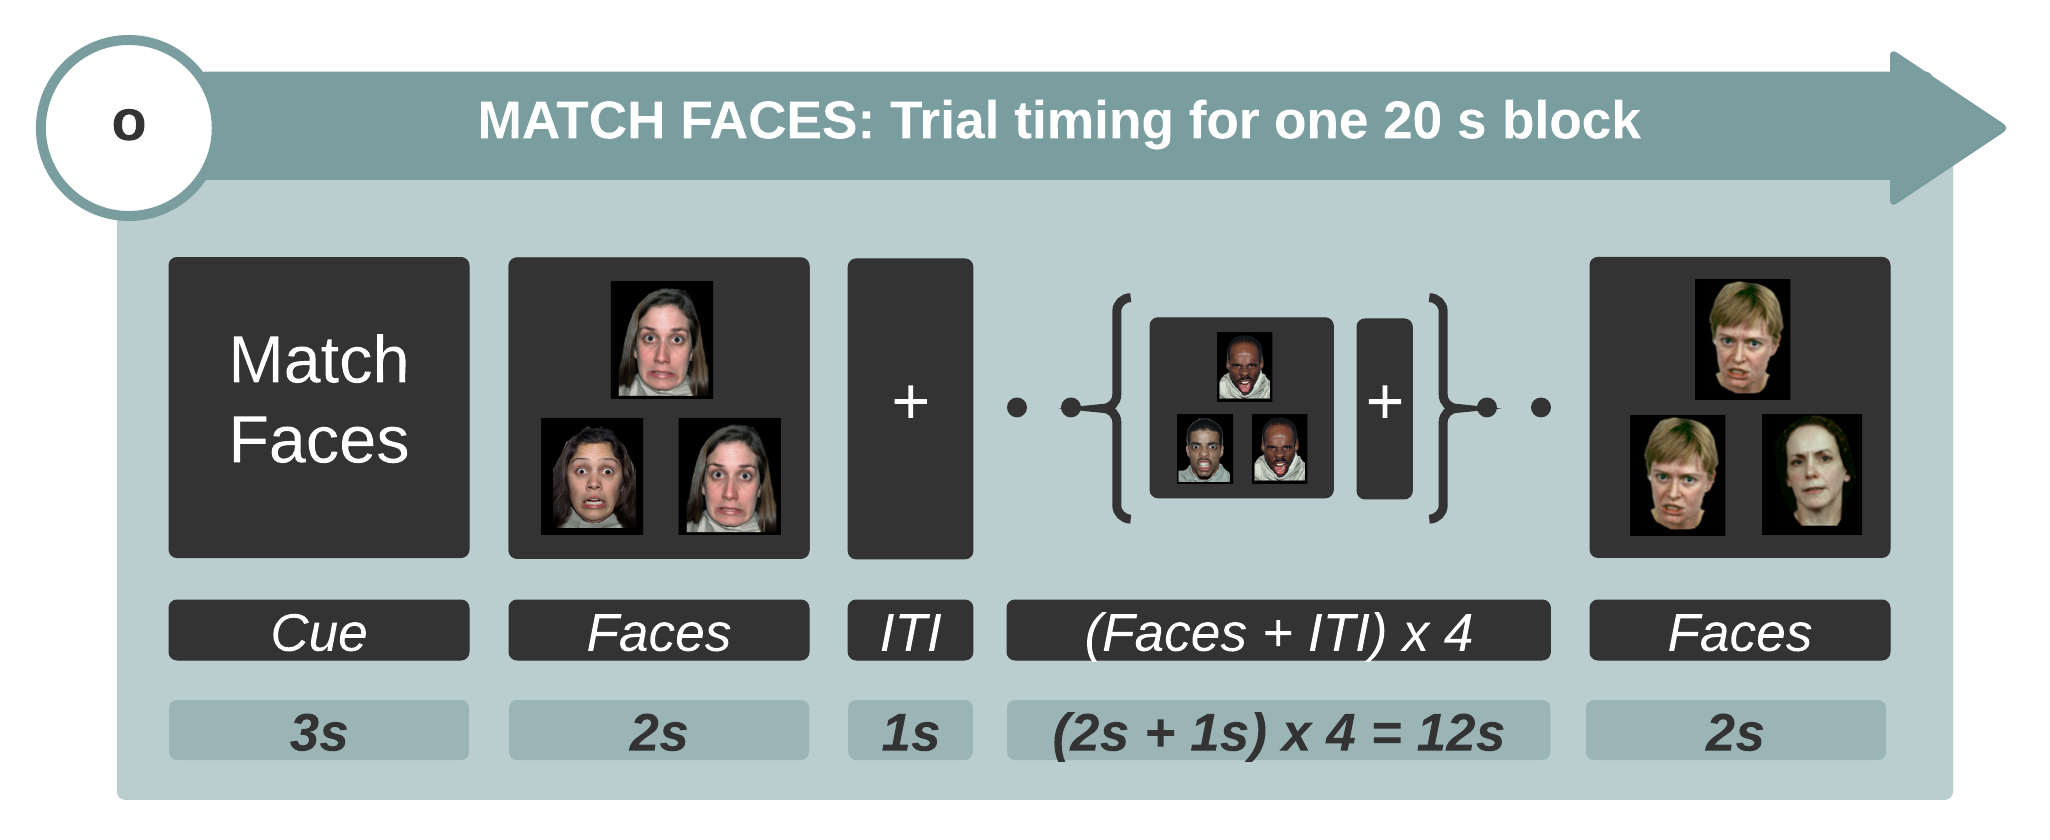 o
MATCH FACES: Trial timing for one 20 s block
Match
Faces
+
+
Cue
Faces
ITI
(Faces + ITI) x 4
Faces
3s
2s
1s
(2s + 1s) x 4 = 12s
2s